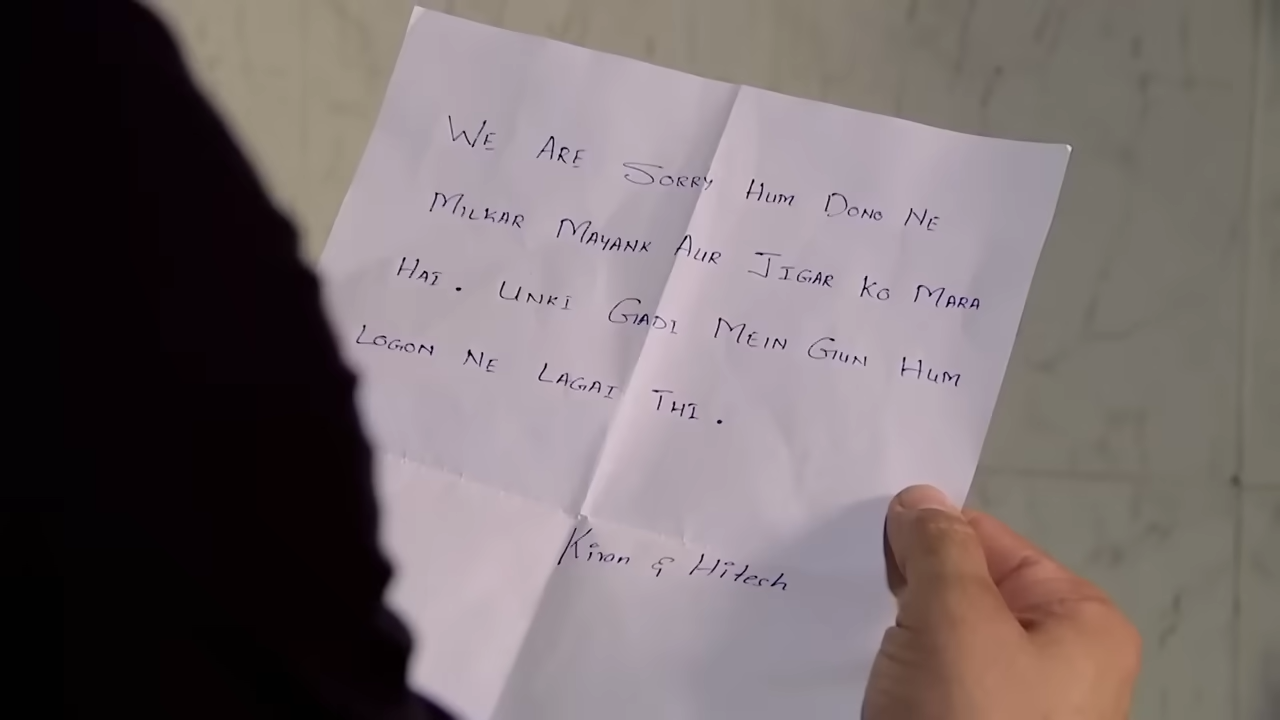 WE ARE SORRY HUM DONO NE
MILKAR MAYANK AUR JIGAR KO MARA
HAI. UNKI GADI MEIN GUN HUM
LOGON NE LAGAI THI.
Kiran & Hitesh